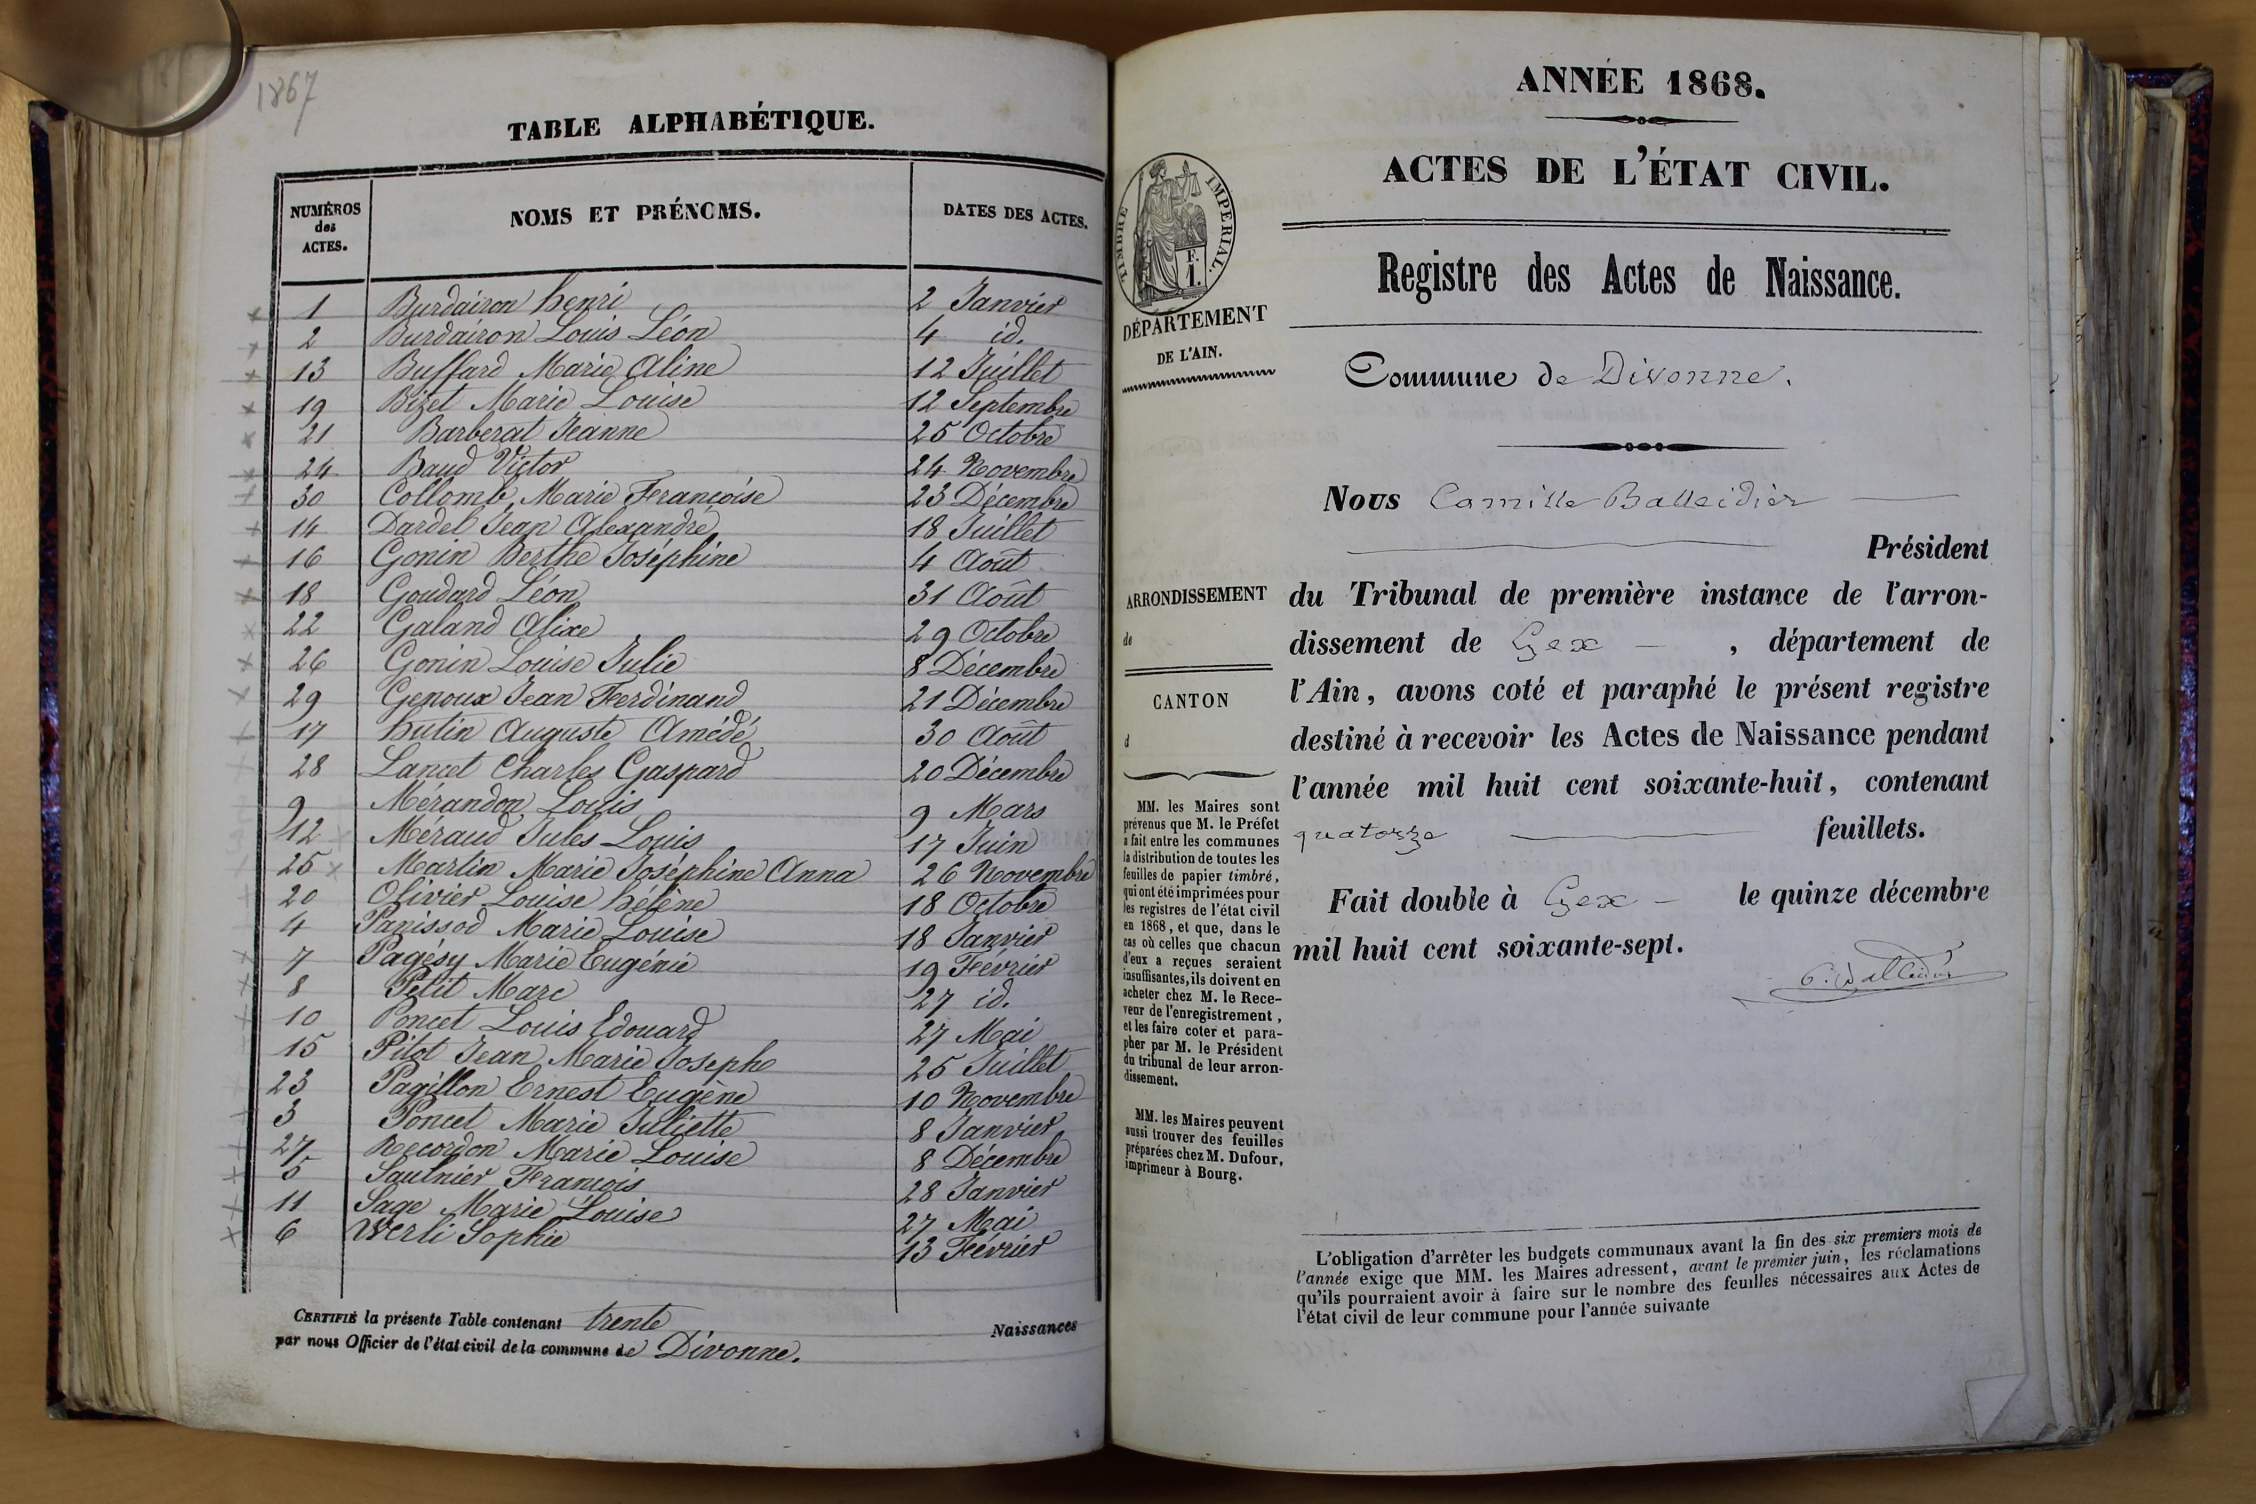 1867
TABLE ALPHABÉTIQUE.
NUMÉROS des ACTES. NOMS ET PRÉNOMS. DATES DES ACTES.
1 Burdairon henri 2 Janvier
2 Burdairon Louis Léon 4 id.
13 Buffard Marie Aline 12 Juillet
19 Bizet Marie Louise 12 Septembre
21 Barberat Jeanne 25 Octobre
24 Baud Victor 24 Novembre
30 Collomb Marie Françoise 23 Décembre
14 Dardel Jean Alexandre 18 Juillet
16 Gonin Berthe Joséphine 4 Août
18 Goudard Léon 31 Août
22 Galand Alixe 29 Octobre
26 Gonin Louise Julie 8 Décembre
29 Genoux Jean Ferdinand 21 Décembre
17 hutin Auguste Amédé 30 Août
28 Lancet Charles Gaspard 20 Décembre
9 Mérandon Louis 9 Mars
12 Méraud Jules Louis 17 Juin
25 Martin Marie Joséphine Anna 26 Novembre
20 Olivier Louise hélène 18 Octobre
4 Panissod Marie Louise 18 Janvier
7 Pagésy Marie Eugénie 19 Février
8 Petit Marc 27 id.
10 Poncet Louis Edouard 27 Mai
15 Pitot Jean Marie Joseph 25 Juillet
23 Pagillon Ernest Eugène 10 Novembre
3 Poncet Marie Juliette 8 Janvier
27 Recordon Marie Louise 8 Décembre
5 Saulnier François 28 Janvier
11 Sage Marie Louise 27 Mai
6 Werli Sophie 13 Février
CERTIFIÉ la présente Table contenant trente Naissances
par nous Officier de l'état civil de la commune de Divonne.
ANNÉE 1868.
ACTES DE L'ÉTAT CIVIL.
TIMBRE IMPERIAL.
F.
1.
DÉPARTEMENT
DE L'AIN.
Registre des Actes de Naissance.
Commune de Divonne.
Nous Camille Balleidier
Président
ARRONDISSEMENT
de
CANTON
d
du Tribunal de première instance de l'arron-
dissement de Gex, département de
l'Ain, avons coté et paraphé le présent registre
destiné à recevoir les Actes de Naissance pendant
l'année mil huit cent soixante-huit, contenant
quatorze feuillets.
Fait double à Gex le quinze décembre
mil huit cent soixante-sept.
C. Balleidier
MM. les Maires sont
prévenus que M. le Préfet
a fait entre les communes
la distribution de toutes les
feuilles de papier timbré,
qui ont été imprimées pour
les registres de l'état civil
en 1868, et que, dans le
cas où celles que chacun
d'eux a reçues seraient
insuffisantes, ils doivent en
acheter chez M. le Rece-
veur de l'enregistrement,
et les faire coter et para-
pher par M. le Président
du tribunal de leur arron-
dissement.
MM. les Maires peuvent
aussi trouver des feuilles
préparées chez M. Dufour,
imprimeur à Bourg.
L'obligation d'arrêter les budgets communaux avant la fin des six premiers mois de
l'année exige que MM. les Maires adressent, avant le premier juin, les réclamations
qu'ils pourraient avoir à faire sur le nombre des feuilles nécessaires aux Actes de
l'état civil de leur commune pour l'année suivante